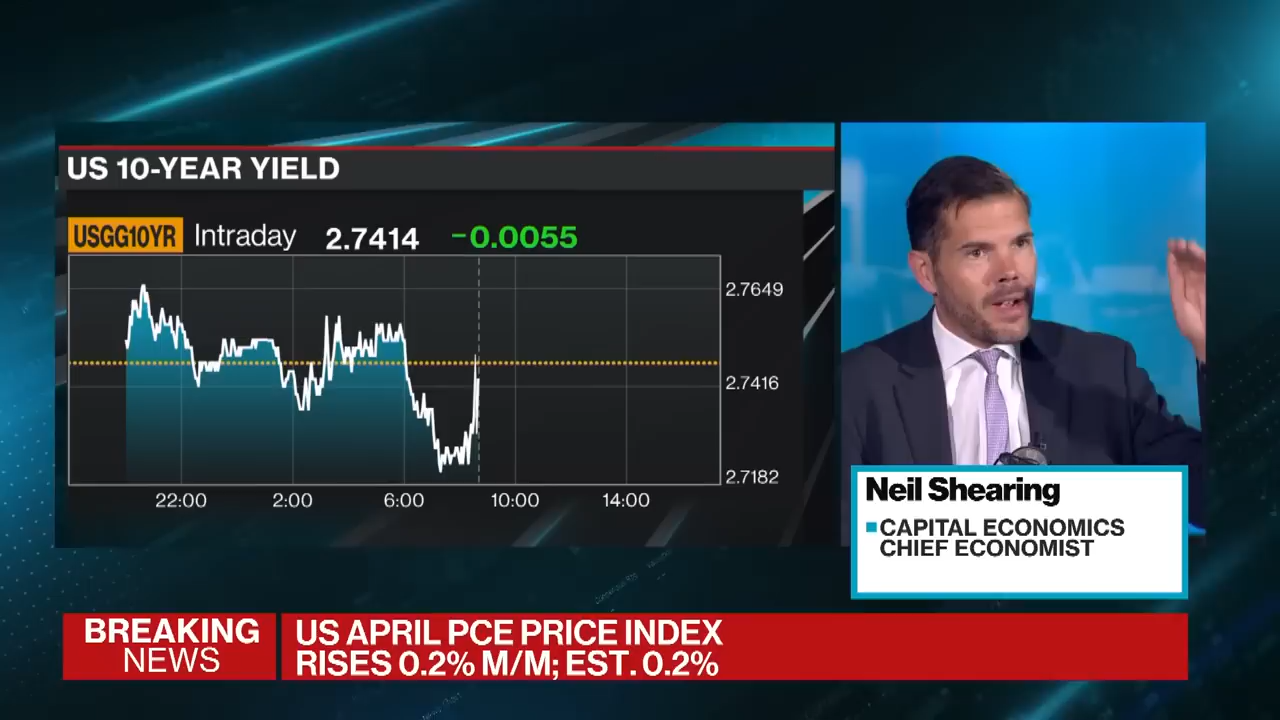 US 10-YEAR YIELD
USGG10YR Intraday 2.7414 -0.0055
2.7649
2.7416
2.7182
22:00 2:00 6:00 10:00 14:00
Neil Shearing
CAPITAL ECONOMICS
CHIEF ECONOMIST
BREAKING
NEWS
US APRIL PCE PRICE INDEX
RISES 0.2% M/M; EST. 0.2%